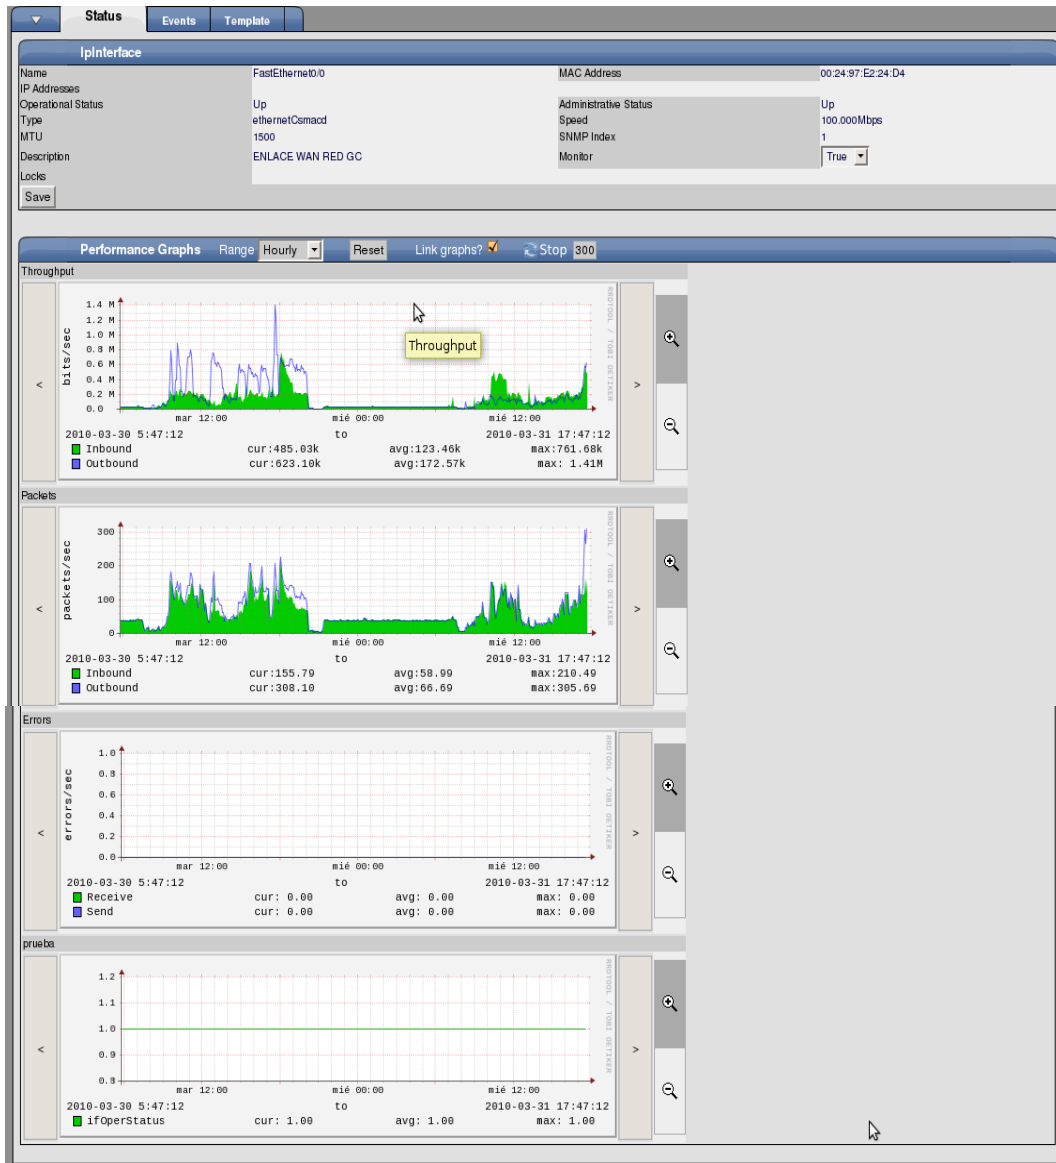 Status Events Template
IpInterface
Name FastEthernet0/0 MAC Address 00:24:97:E2:24:D4
IP Addresses
Operational Status Up Administrative Status Up
Type ethernetCsmacd Speed 100.000Mbps
MTU 1500 SNMP Index 1
Description ENLACE WAN RED GC Monitor True
Locks
Save
Performance Graphs Range Hourly Reset Link graphs? Stop 300
Throughput
1.4 M
1.2 M
1.0 M
0.8 M
0.6 M
0.4 M
0.2 M
0.0
bits/sec
Throughput
RRDTOOL / TOBI OETIKER
< >
mar 12:00 mié 00:00 mié 12:00
2010-03-30 5:47:12 to 2010-03-31 17:47:12
Inbound cur:485.03k avg:123.46k max:761.68k
Outbound cur:623.10k avg:172.57k max: 1.41M
Packets
300
200
100
0
packets/sec
RRDTOOL / TOBI OETIKER
< >
mar 12:00 mié 00:00 mié 12:00
2010-03-30 5:47:12 to 2010-03-31 17:47:12
Inbound cur:155.79 avg:58.99 max:210.49
Outbound cur:308.10 avg:66.69 max:305.69
Errors
1.0
0.8
0.6
0.4
0.2
0.0
errors/sec
RRDTOOL / TOBI OETIKER
< >
mar 12:00 mié 00:00 mié 12:00
2010-03-30 5:47:12 to 2010-03-31 17:47:12
Receive cur: 0.00 avg: 0.00 max: 0.00
Send cur: 0.00 avg: 0.00 max: 0.00
prueba
1.2
1.1
1.0
0.9
0.8
RRDTOOL / TOBI OETIKER
< >
mar 12:00 mié 00:00 mié 12:00
2010-03-30 5:47:12 to 2010-03-31 17:47:12
ifOperStatus cur: 1.00 avg: 1.00 max: 1.00